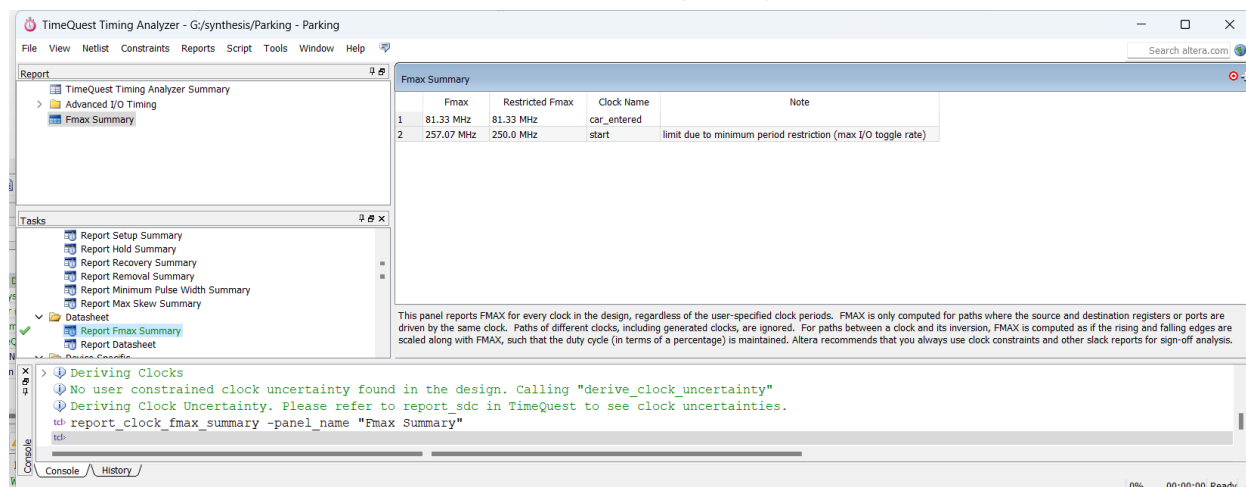 TimeQuest Timing Analyzer - G:/synthesis/Parking - Parking
File View Netlist Constraints Reports Script Tools Window Help
Search altera.com
Report
TimeQuest Timing Analyzer Summary
Advanced I/O Timing
Fmax Summary
Fmax Summary
Fmax Restricted Fmax Clock Name Note
1 81.33 MHz 81.33 MHz car_entered
2 257.07 MHz 250.0 MHz start limit due to minimum period restriction (max I/O toggle rate)
Tasks
Report Setup Summary
Report Hold Summary
Report Recovery Summary
Report Removal Summary
Report Minimum Pulse Width Summary
Report Max Skew Summary
Datasheet
Report Fmax Summary
Report Datasheet
Device Specific
This panel reports FMAX for every clock in the design, regardless of the user-specified clock periods. FMAX is only computed for paths where the source and destination registers or ports are
driven by the same clock. Paths of different clocks, including generated clocks, are ignored. For paths between a clock and its inversion, FMAX is computed as if the rising and falling edges are
scaled along with FMAX, such that the duty cycle (in terms of a percentage) is maintained. Altera recommends that you always use clock constraints and other slack reports for sign-off analysis.
Deriving Clocks
No user constrained clock uncertainty found in the design. Calling "derive_clock_uncertainty"
Deriving Clock Uncertainty. Please refer to report_sdc in TimeQuest to see clock uncertainties.
tcl> report_clock_fmax_summary -panel_name "Fmax Summary"
tcl>
Console
Console History
0% 00:00:00 Ready